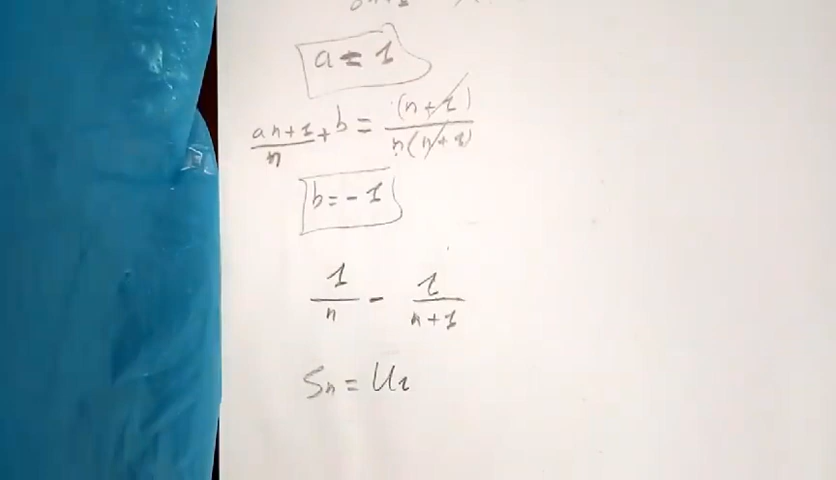 a = 1
an+1/n + b = (n+1)/n(n+1)
b = - 1
1/n - 1/n+1
Sn = U1